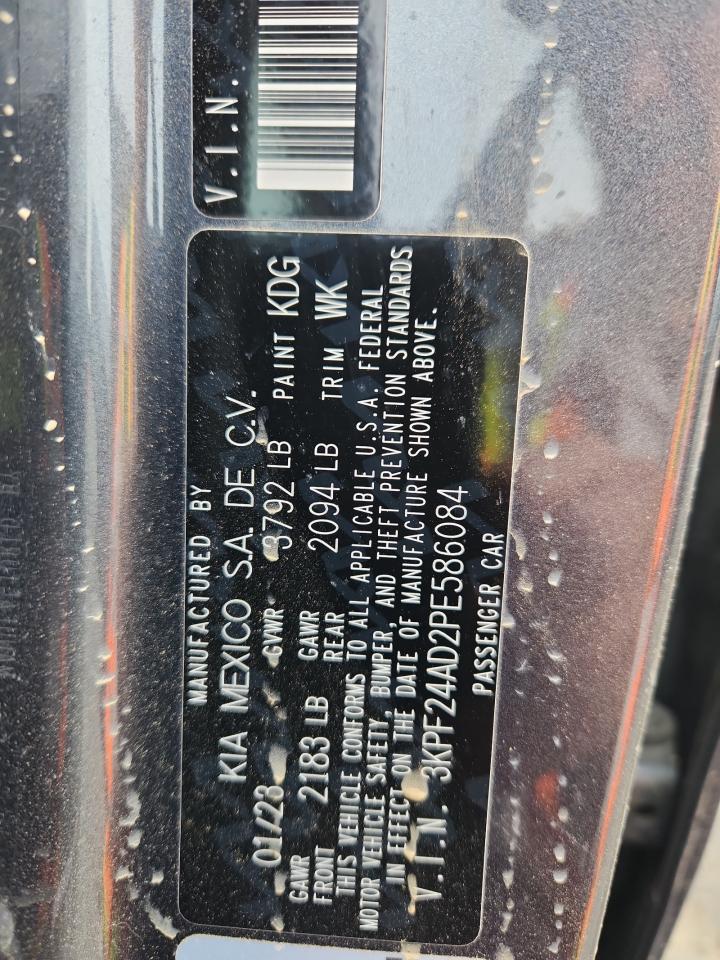 V.I.N.
MANUFACTURED BY
KIA MEXICO S.A. DE C.V.
01/23 GVWR 3792 LB PAINT KDG
GAWR FRONT 2183 LB GAWR REAR 2094 LB TRIM WK
THIS VEHICLE CONFORMS TO ALL APPLICABLE U.S.A. FEDERAL
MOTOR VEHICLE SAFETY, BUMPER AND THEFT PREVENTION STANDARDS
IN EFFECT ON THE DATE OF MANUFACTURE SHOWN ABOVE.
V.I.N. 3KPF24AD2PE586084
PASSENGER CAR